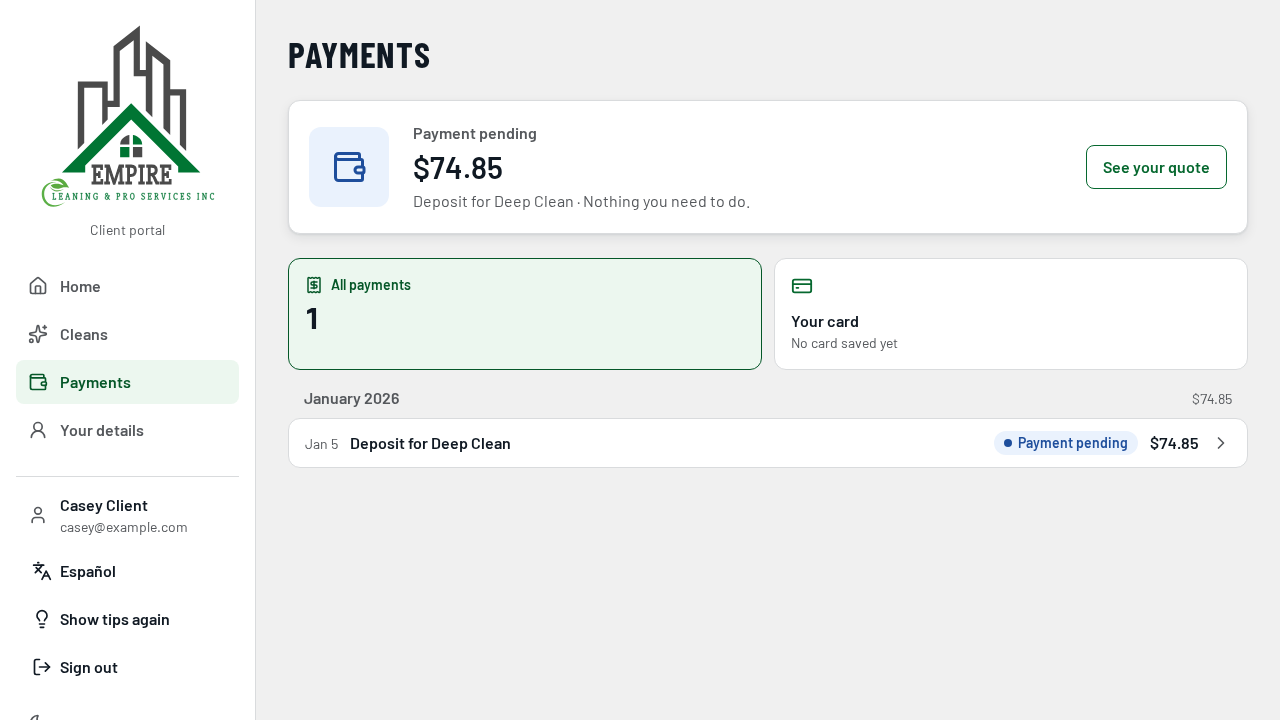 EMPIRE
LEANING & PRO SERVICES INC
Client portal
Home
Cleans
Payments
Your details
Casey Client
casey@example.com
Español
Show tips again
Sign out
PAYMENTS
Payment pending
$74.85
Deposit for Deep Clean · Nothing you need to do.
See your quote
All payments
1
Your card
No card saved yet
January 2026 $74.85
Jan 5 Deposit for Deep Clean Payment pending $74.85